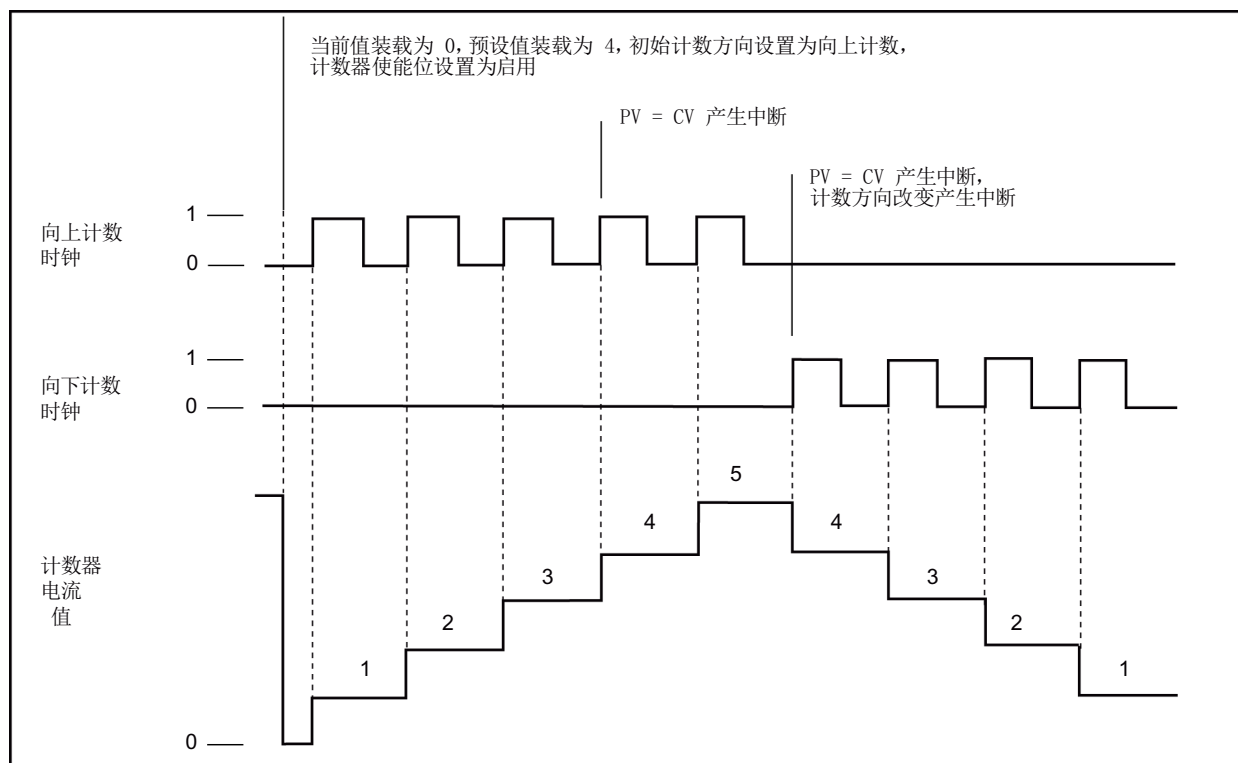 当前值装载为 0，预设值装载为 4，初始计数方向设置为向上计数，
计数器使能位设置为启用
PV = CV 产生中断
PV = CV 产生中断，
计数方向改变产生中断
向上计数
时钟
1
0
向下计数
时钟
1
0
5
4
4
3
3
2
2
1
1
计数器
电流
值
0